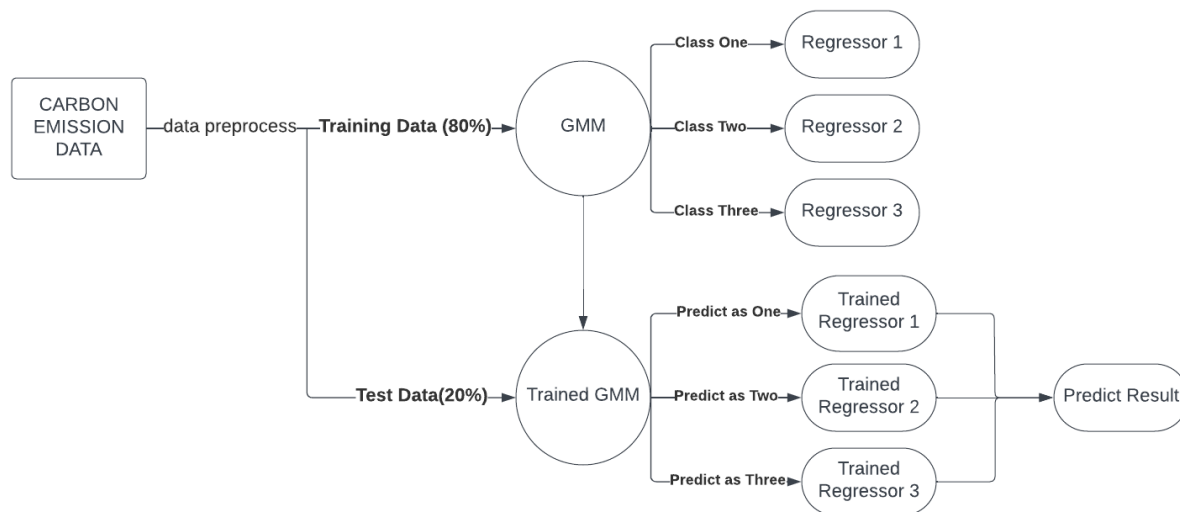 CARBON
EMISSION
DATA
data preprocess
Training Data (80%)
GMM
Class One
Regressor 1
Class Two
Regressor 2
Class Three
Regressor 3
Test Data(20%)
Trained GMM
Predict as One
Trained
Regressor 1
Predict as Two
Trained
Regressor 2
Predict as Three
Trained
Regressor 3
Predict Result